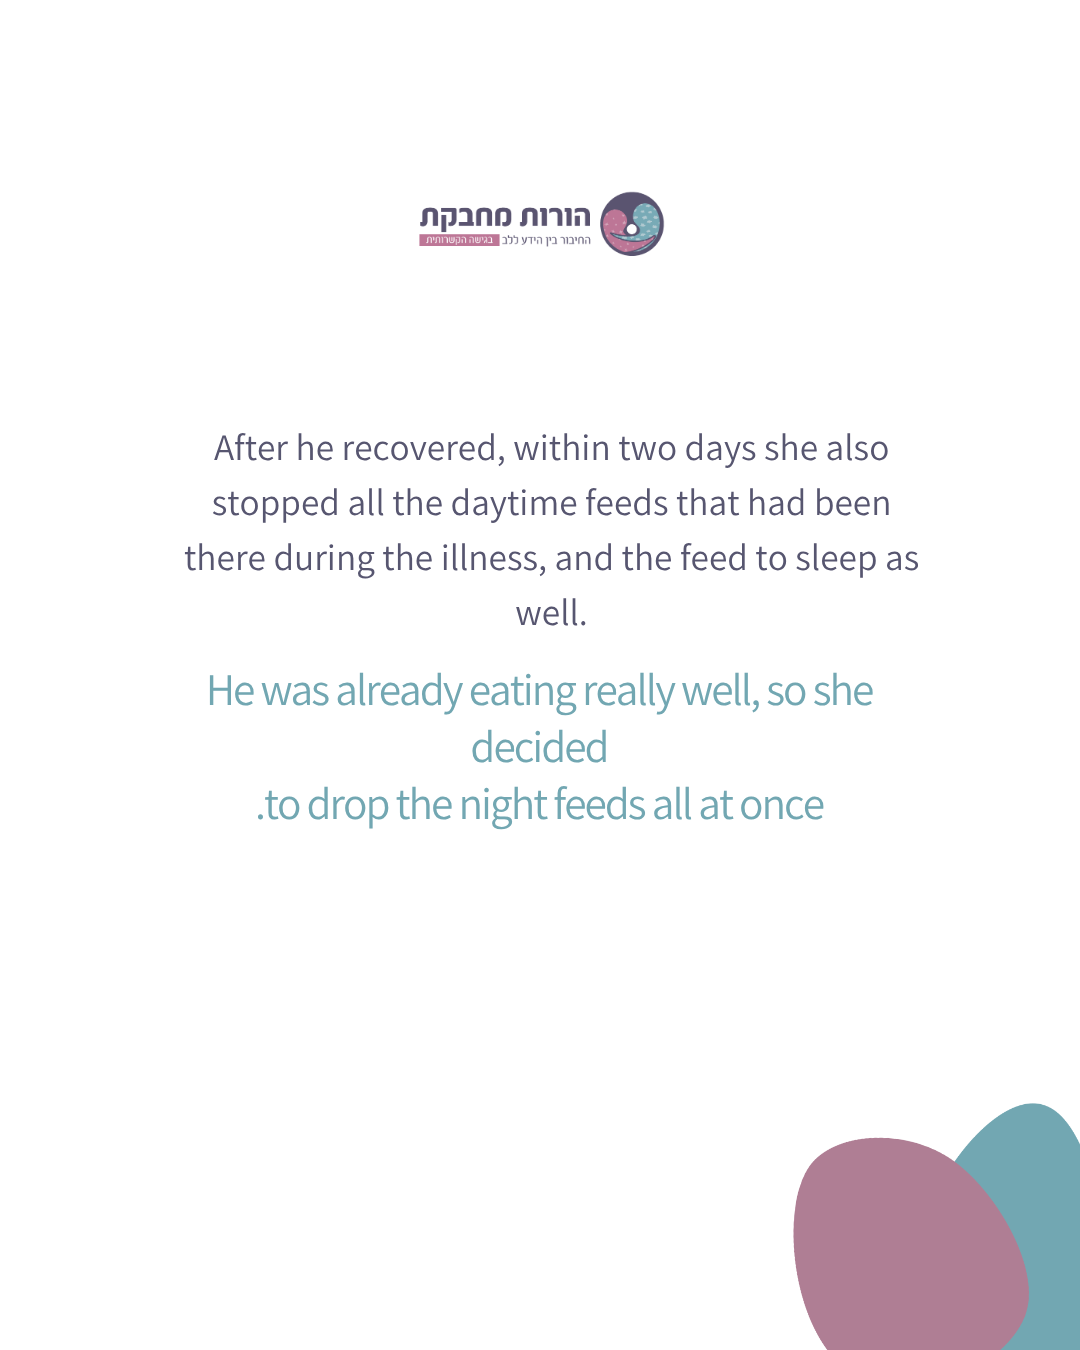 הורות מחבקת
החיבור בין הידע ללב בגישה הקשרותית
After he recovered, within two days she also
stopped all the daytime feeds that had been
there during the illness, and the feed to sleep as
well.
He was already eating really well, so she
decided
.to drop the night feeds all at once